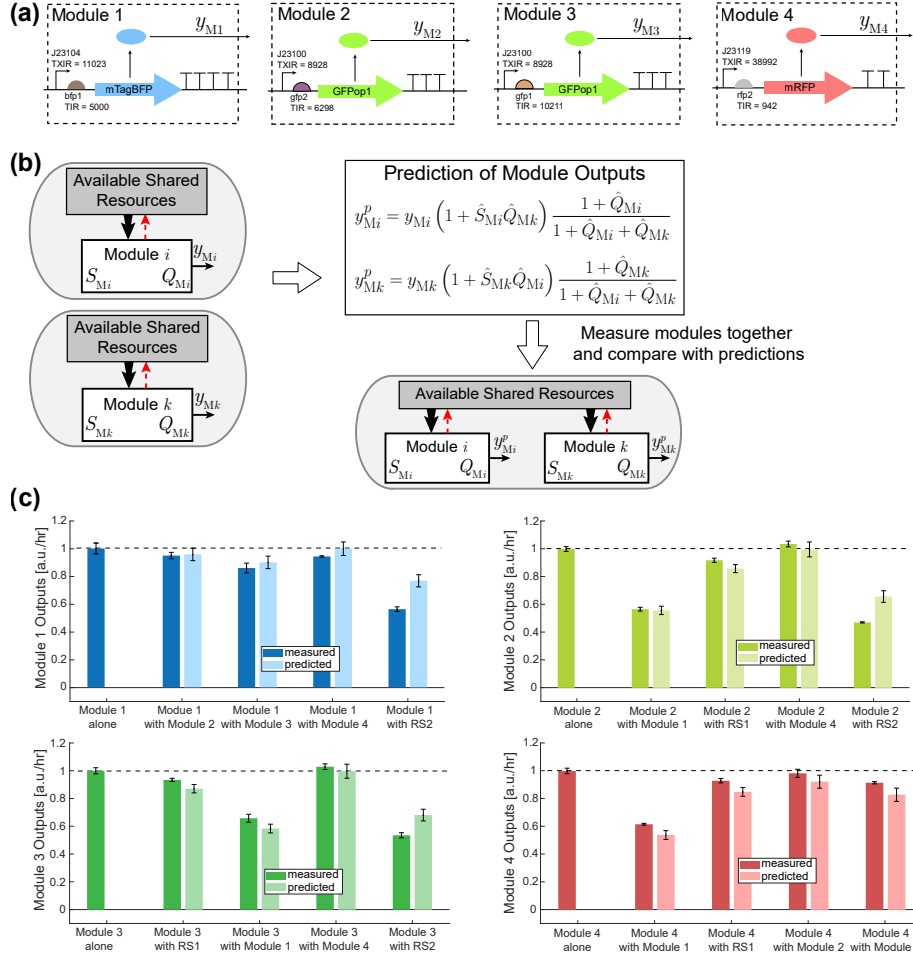 (a)
Module 1
y_M1
J23104
TXIR = 11023
mTagBFP
bfp1
TIR = 5000
Module 2
y_M2
J23100
TXIR = 8928
GFPop1
gfp2
TIR = 6298
Module 3
y_M3
J23100
TXIR = 8928
GFPop1
gfp1
TIR = 10211
Module 4
y_M4
J23119
TXIR = 38992
mRFP
rfp2
TIR = 942
(b)
Available Shared
Resources
Module i
y_Mi
S_Mi
Q_Mi
Available Shared
Resources
Module k
y_Mk
S_Mk
Q_Mk
Prediction of Module Outputs
y^p_Mi = y_Mi (1 + Ŝ_Mi Q̂_Mk) (1 + Q̂_Mi) / (1 + Q̂_Mi + Q̂_Mk)
y^p_Mk = y_Mk (1 + Ŝ_Mk Q̂_Mi) (1 + Q̂_Mk) / (1 + Q̂_Mi + Q̂_Mk)
Measure modules together
and compare with predictions
Available Shared Resources
Module i
y^p_Mi
S_Mi
Q_Mi
Module k
y^p_Mk
S_Mk
Q_Mk
(c)
Module 1 Outputs [a.u./hr]
1.2
1
0.8
0.6
0.4
0.2
0
measured
predicted
Module 1
alone
Module 1
with Module 2
Module 1
with Module 3
Module 1
with Module 4
Module 1
with RS2
Module 2 Outputs [a.u./hr]
1.2
1
0.8
0.6
0.4
0.2
0
measured
predicted
Module 2
alone
Module 2
with Module 1
Module 2
with RS1
Module 2
with Module 4
Module 2
with RS2
Module 3 Outputs [a.u./hr]
1.2
1
0.8
0.6
0.4
0.2
0
measured
predicted
Module 3
alone
Module 3
with RS1
Module 3
with Module 1
Module 3
with Module 4
Module 3
with RS2
Module 4 Outputs [a.u./hr]
1.2
1
0.8
0.6
0.4
0.2
0
measured
predicted
Module 4
alone
Module 4
with Module 1
Module 4
with RS1
Module 4
with Module 2
Module 4
with Module